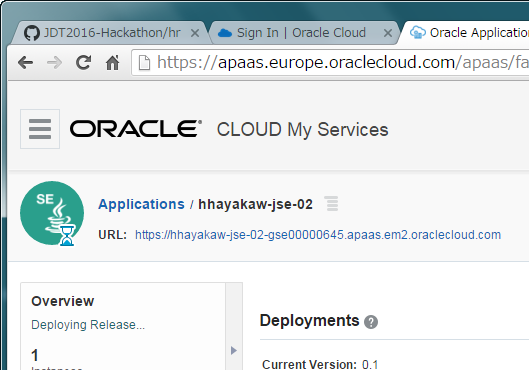 JDT2016-Hackathon/hr
Sign In | Oracle Cloud
Oracle Application
https://apaas.europe.oraclecloud.com/apaas/fa
ORACLE® CLOUD My Services
SE
Applications / hhayakaw-jse-02
URL: https://hhayakaw-jse-02-gse00000645.apaas.em2.oraclecloud.com
Overview
Deploying Release...
1
Instances
Deployments ?
Current Version: 0.1